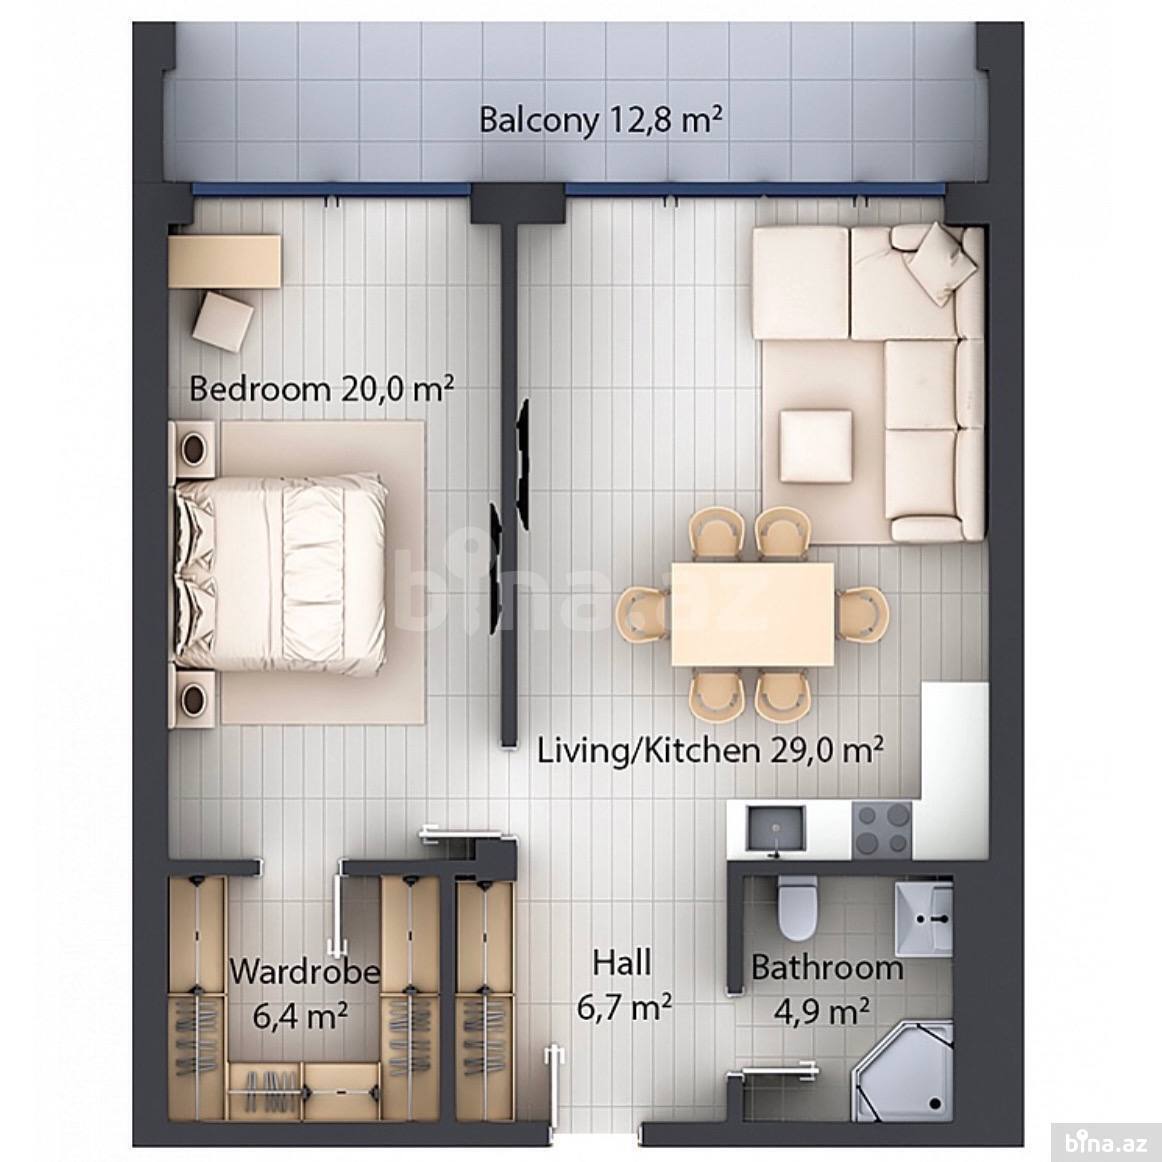 Balcony 12,8 m²
Bedroom 20,0 m²
bina.az
Living/Kitchen 29,0 m²
Wardrobe
6,4 m²
Hall
6,7 m²
Bathroom
4,9 m²
bina.az